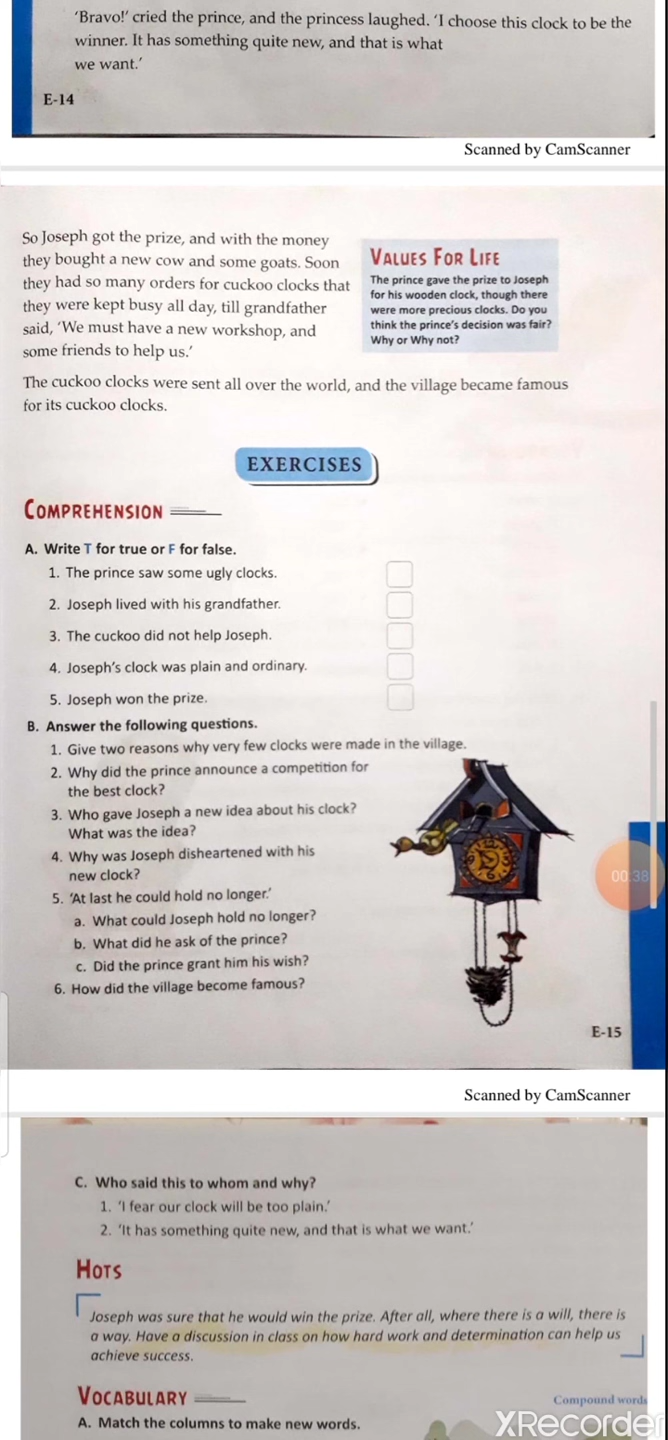 ‘Bravo!’ cried the prince, and the princess laughed. ‘I choose this clock to be the
winner. It has something quite new, and that is what
we want.’
E-14
Scanned by CamScanner
So Joseph got the prize, and with the money
they bought a new cow and some goats. Soon
they had so many orders for cuckoo clocks that
they were kept busy all day, till grandfather
said, ‘We must have a new workshop, and
some friends to help us.’
VALUES FOR LIFE
The prince gave the prize to Joseph
for his wooden clock, though there
were more precious clocks. Do you
think the prince’s decision was fair?
Why or Why not?
The cuckoo clocks were sent all over the world, and the village became famous
for its cuckoo clocks.
EXERCISES
COMPREHENSION
A. Write T for true or F for false.
1. The prince saw some ugly clocks.
2. Joseph lived with his grandfather.
3. The cuckoo did not help Joseph.
4. Joseph’s clock was plain and ordinary.
5. Joseph won the prize.
B. Answer the following questions.
1. Give two reasons why very few clocks were made in the village.
2. Why did the prince announce a competition for
the best clock?
3. Who gave Joseph a new idea about his clock?
What was the idea?
4. Why was Joseph disheartened with his
new clock?
5. ‘At last he could hold no longer.’
a. What could Joseph hold no longer?
b. What did he ask of the prince?
c. Did the prince grant him his wish?
6. How did the village become famous?
00:38
E-15
Scanned by CamScanner
C. Who said this to whom and why?
1. ‘I fear our clock will be too plain.’
2. ‘It has something quite new, and that is what we want.’
HOTS
Joseph was sure that he would win the prize. After all, where there is a will, there is
a way. Have a discussion in class on how hard work and determination can help us
achieve success.
VOCABULARY
Compound words
A. Match the columns to make new words.
XRecorder